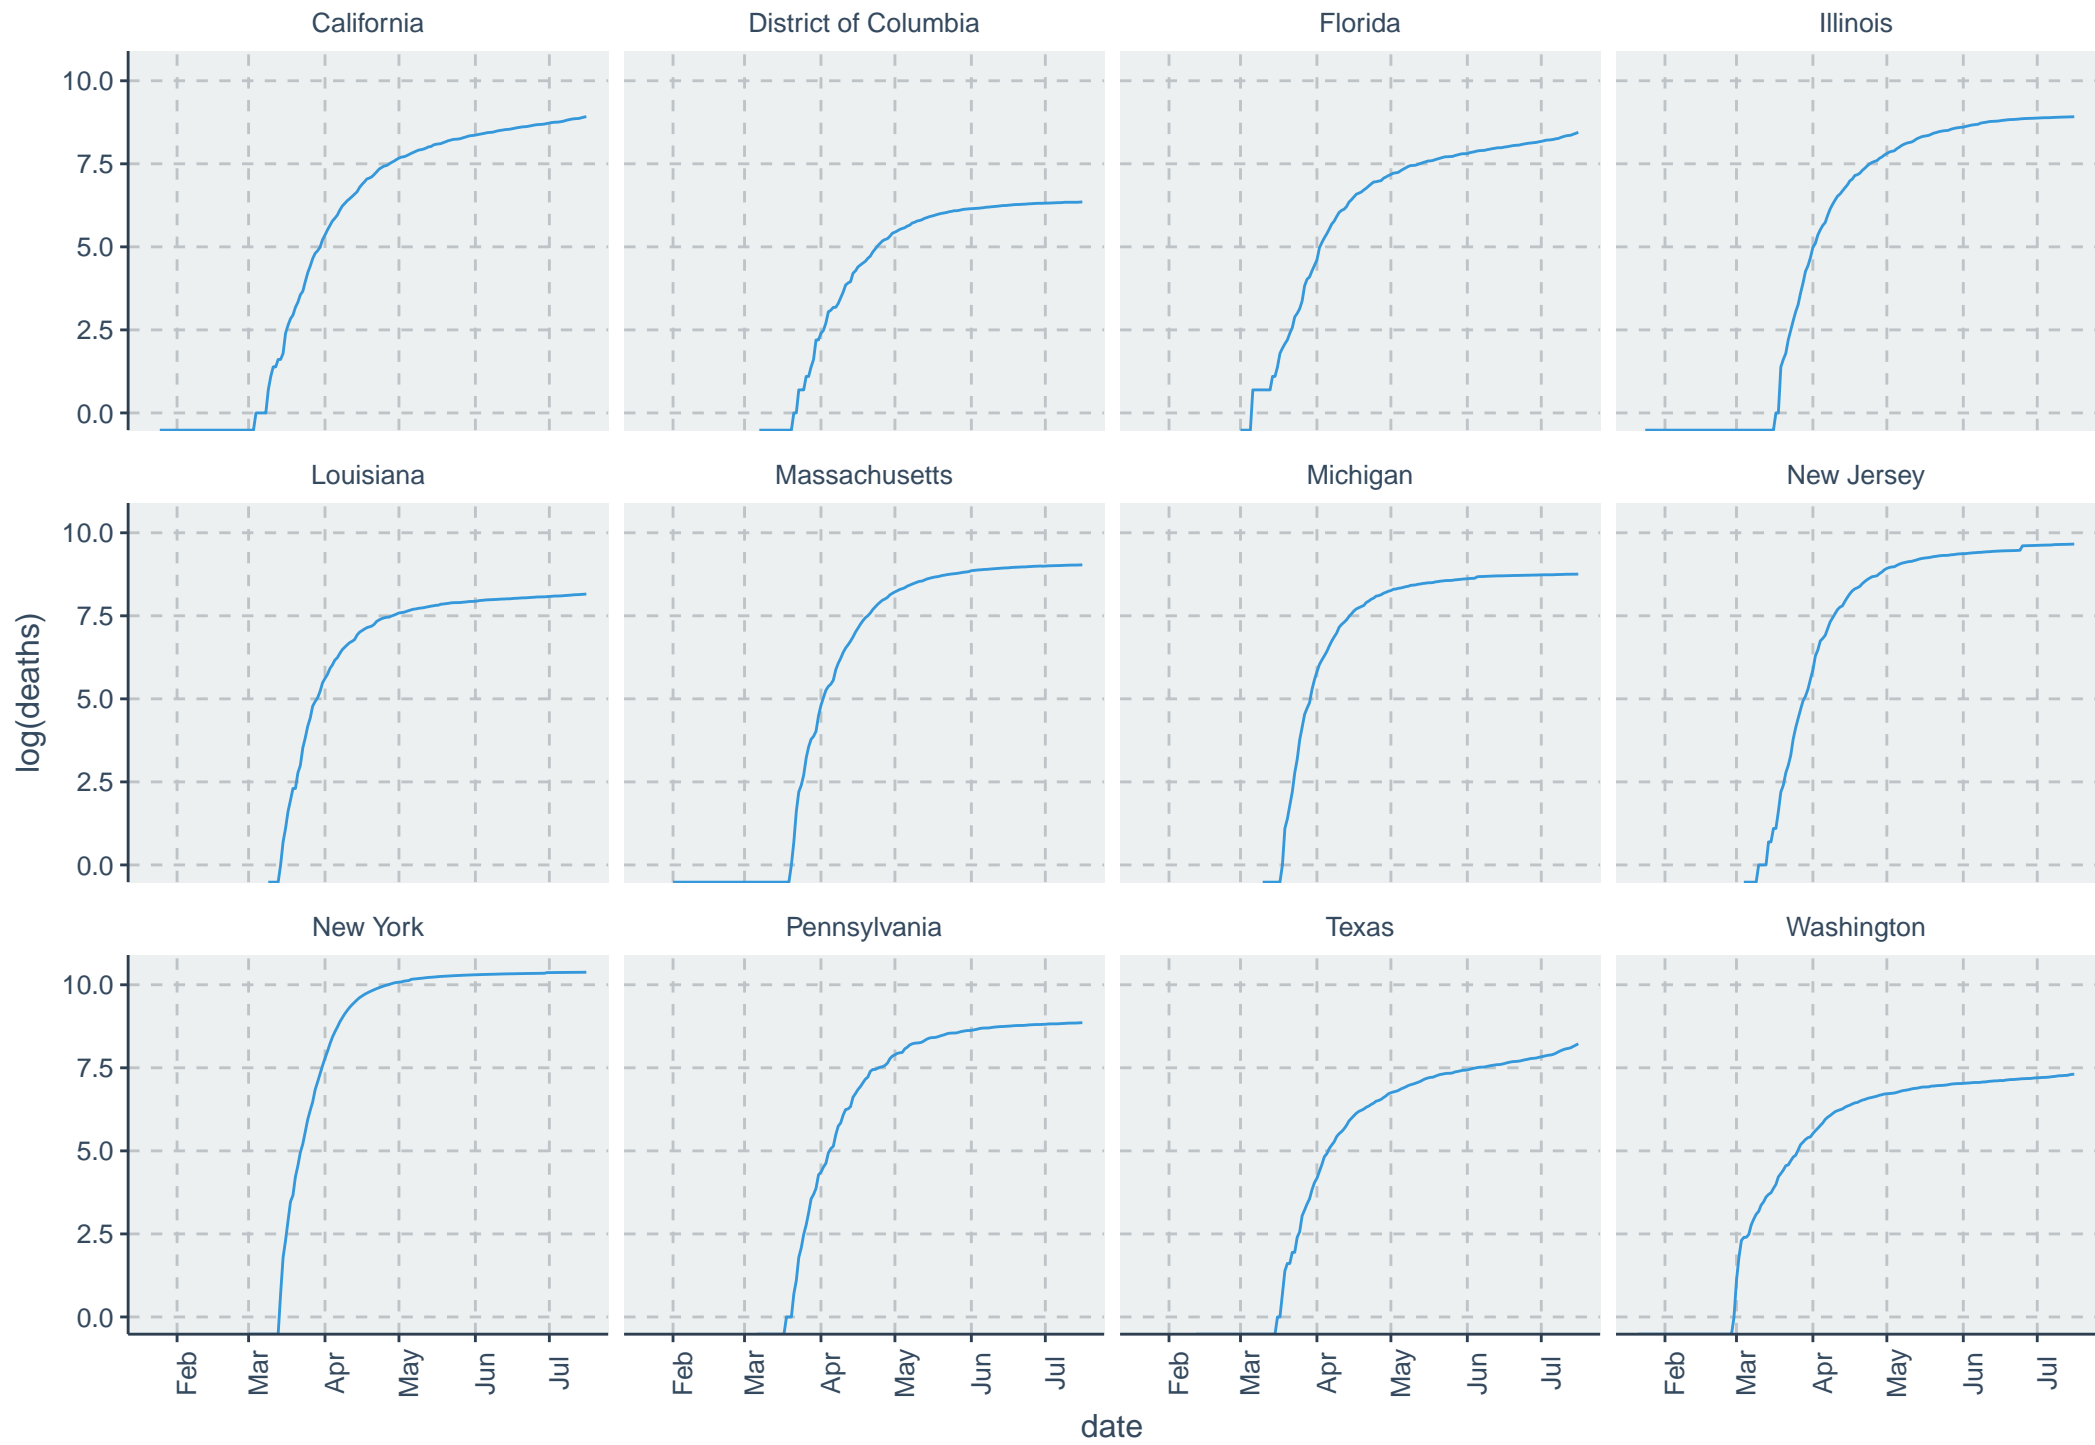 California
District of Columbia
Florida
Illinois
10.0
7.5
5.0
2.5
0.0
Louisiana
Massachusetts
Michigan
New Jersey
10.0
7.5
5.0
2.5
0.0
log(deaths)
New York
Pennsylvania
Texas
Washington
10.0
7.5
5.0
2.5
0.0
Feb
Mar
Apr
May
Jun
Jul
Feb
Mar
Apr
May
Jun
Jul
Feb
Mar
Apr
May
Jun
Jul
Feb
Mar
Apr
May
Jun
Jul
date